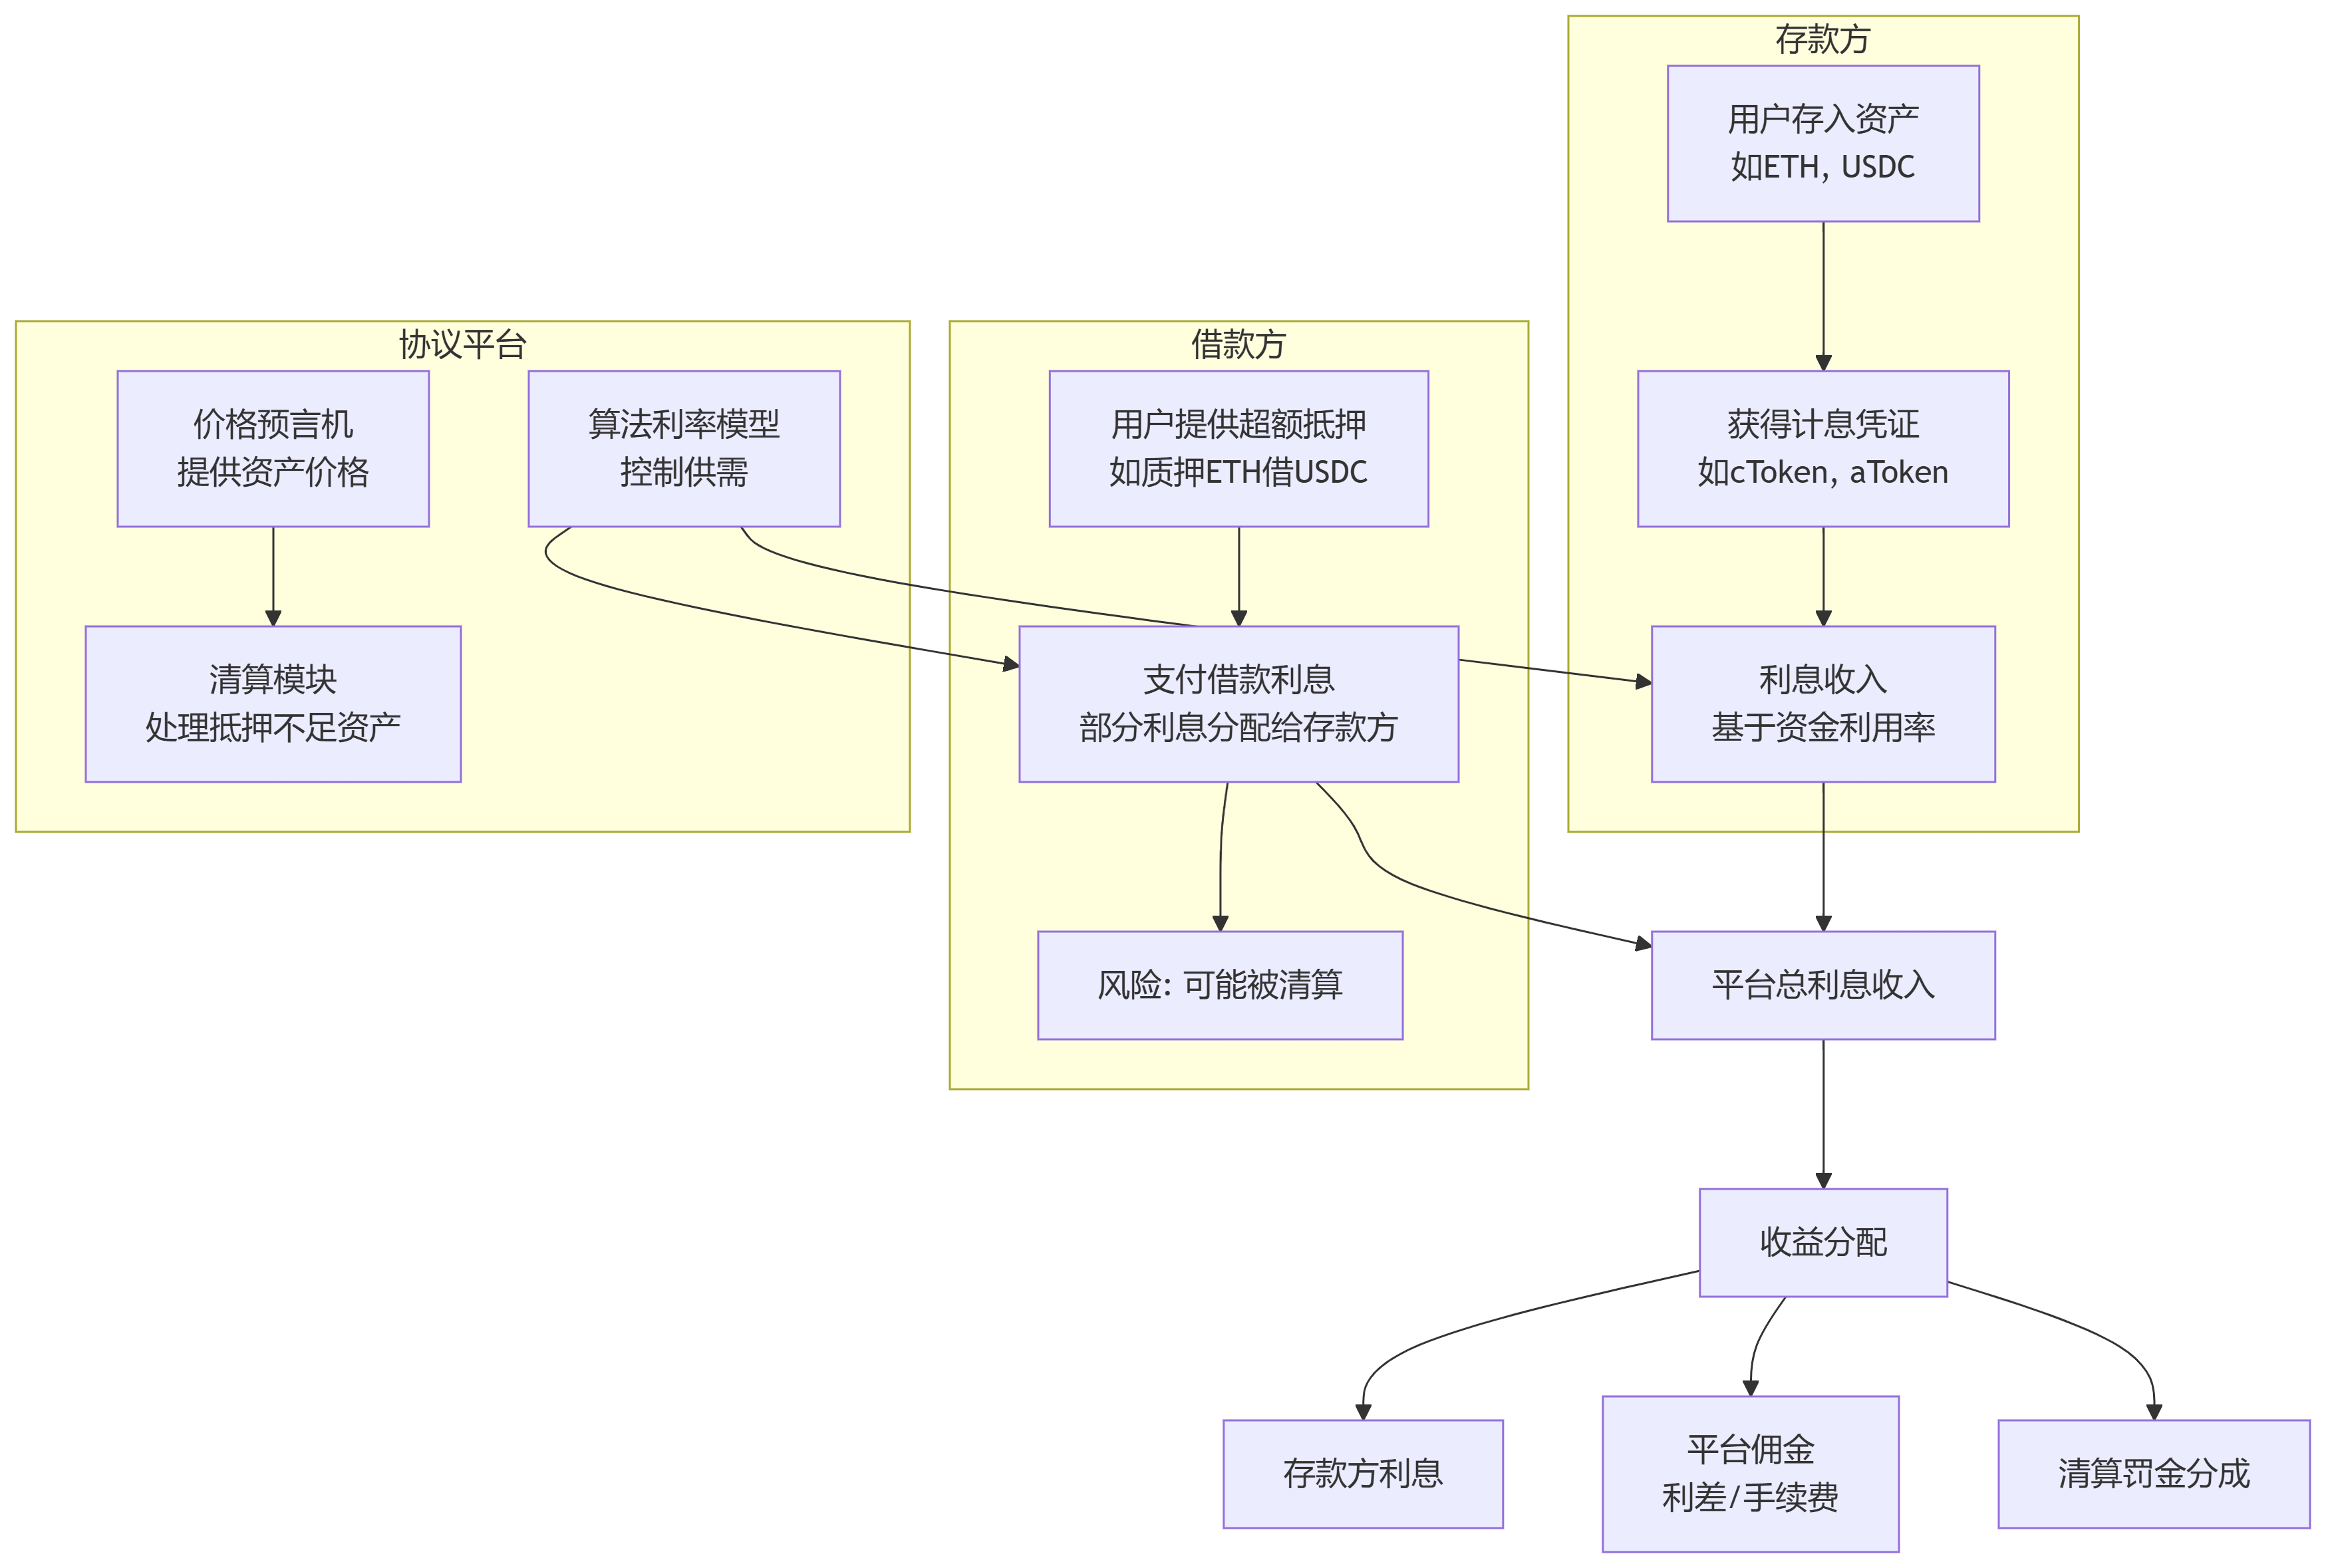 存款方
用户存入资产
如ETH, USDC
协议平台
借款方
价格预言机
提供资产价格
算法利率模型
控制供需
用户提供超额抵押
如质押ETH借USDC
获得计息凭证
如cToken, aToken
清算模块
处理抵押不足资产
支付借款利息
部分利息分配给存款方
利息收入
基于资金利用率
风险: 可能被清算
平台总利息收入
收益分配
存款方利息
平台佣金
利差/手续费
清算罚金分成